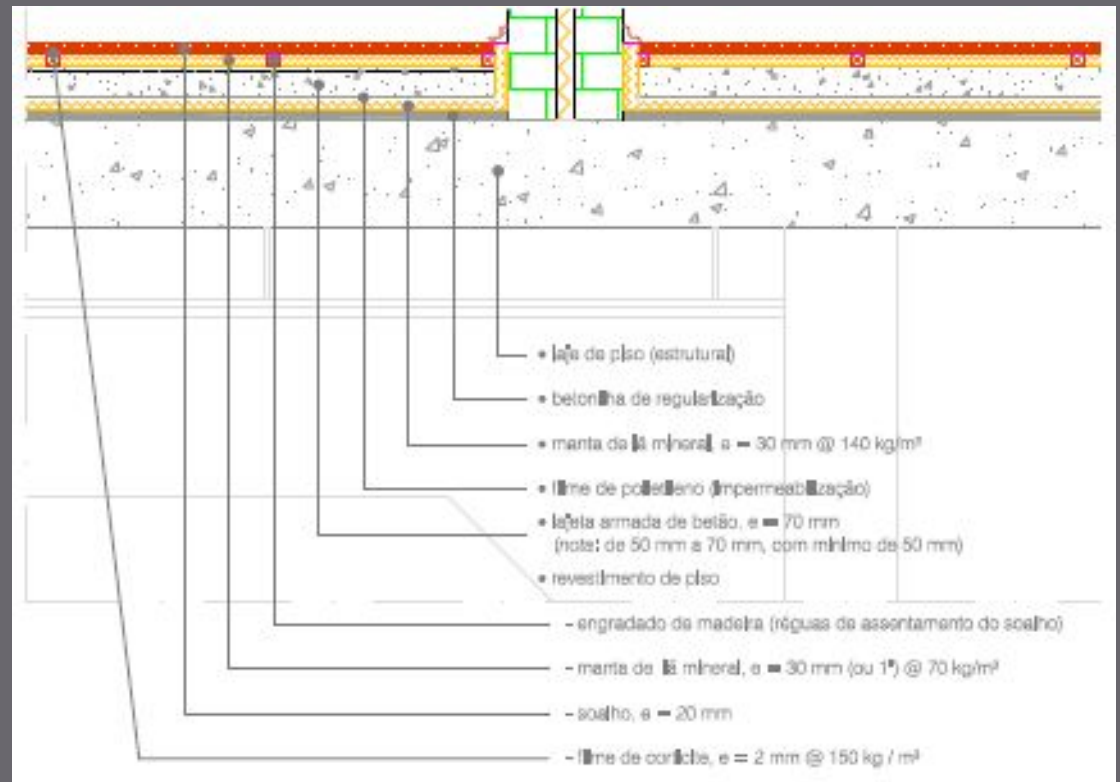 • laje de piso (estrutural)
• betonilha de regularização
• manta de lã mineral, e = 30 mm @ 140 kg/m³
• filme de polietileno (impermeabilização)
• lajeta armada de betão, e = 70 mm
(nota: de 50 mm a 70 mm, com mínimo de 50 mm)
• revestimento de piso
- engradado de madeira (réguas de assentamento do soalho)
- manta de lã mineral, e = 30 mm (ou 1") @ 70 kg/m³
- soalho, e = 20 mm
- filme de corticite, e = 2 mm @ 150 kg / m³